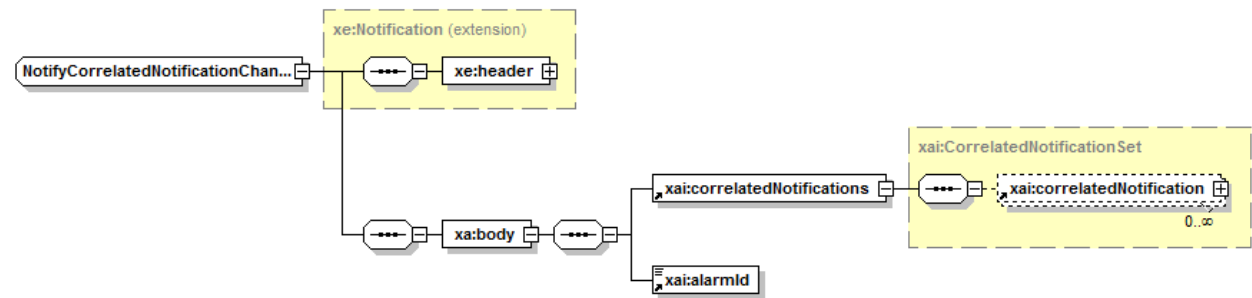 xe:Notification (extension)
NotifyCorrelatedNotificationChan...
xe:header
xai:CorrelatedNotificationSet
xai:correlatedNotifications
xai:correlatedNotification
0..∞
xa:body
xai:alarmId